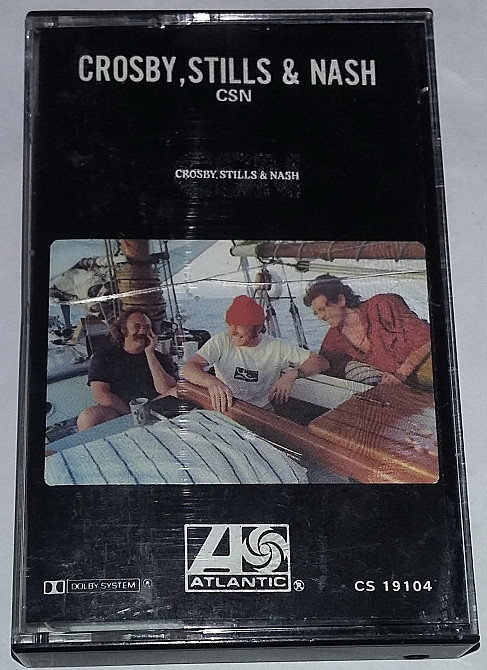 CROSBY, STILLS & NASH
CSN
CROSBY, STILLS & NASH
ATLANTIC ®
DOLBY SYSTEM ®
CS 19104